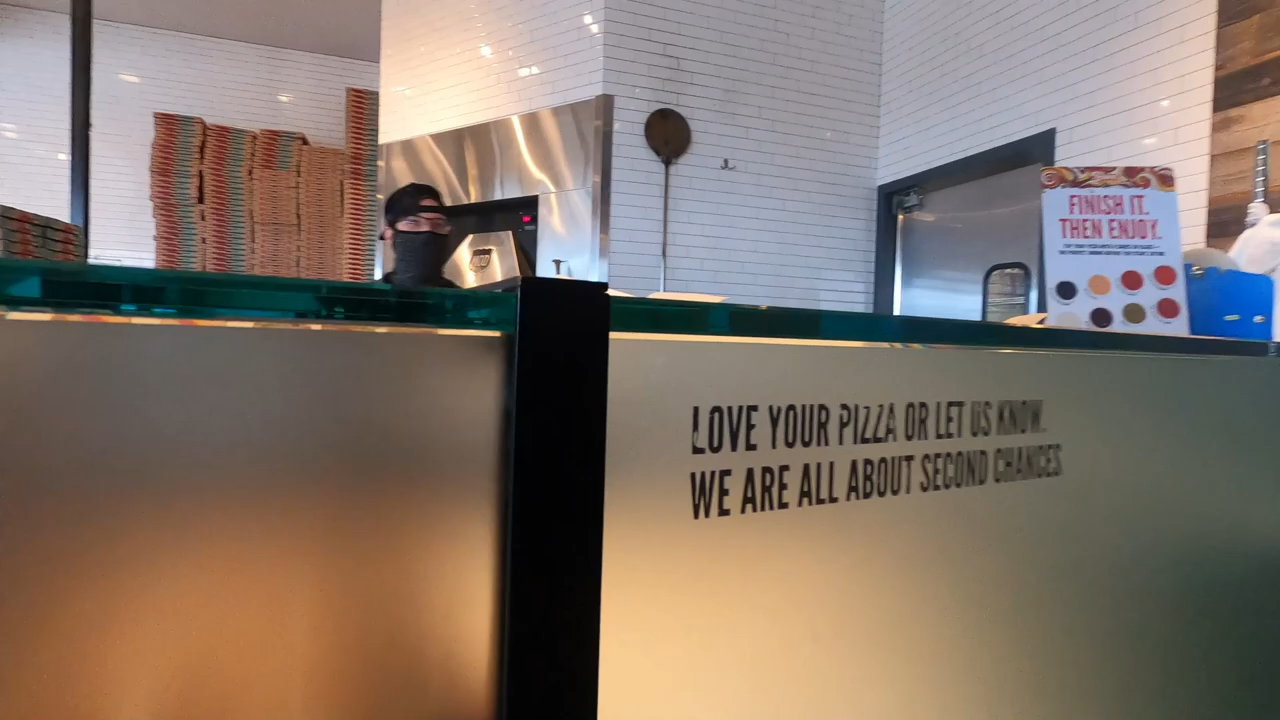 FINISH IT.
THEN ENJOY.
LOVE YOUR PIZZA OR LET US KNOW.
WE ARE ALL ABOUT SECOND CHANCES